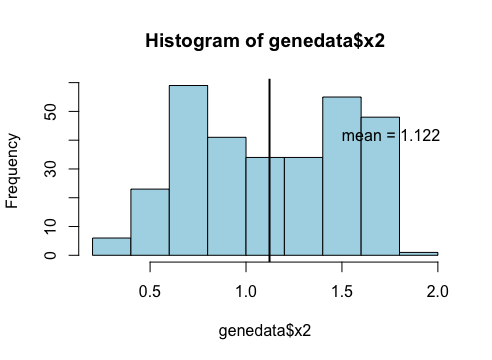 Histogram of genedata$x2
Frequency
50
30
10
0
mean = 1.122
0.5 1.0 1.5 2.0
genedata$x2